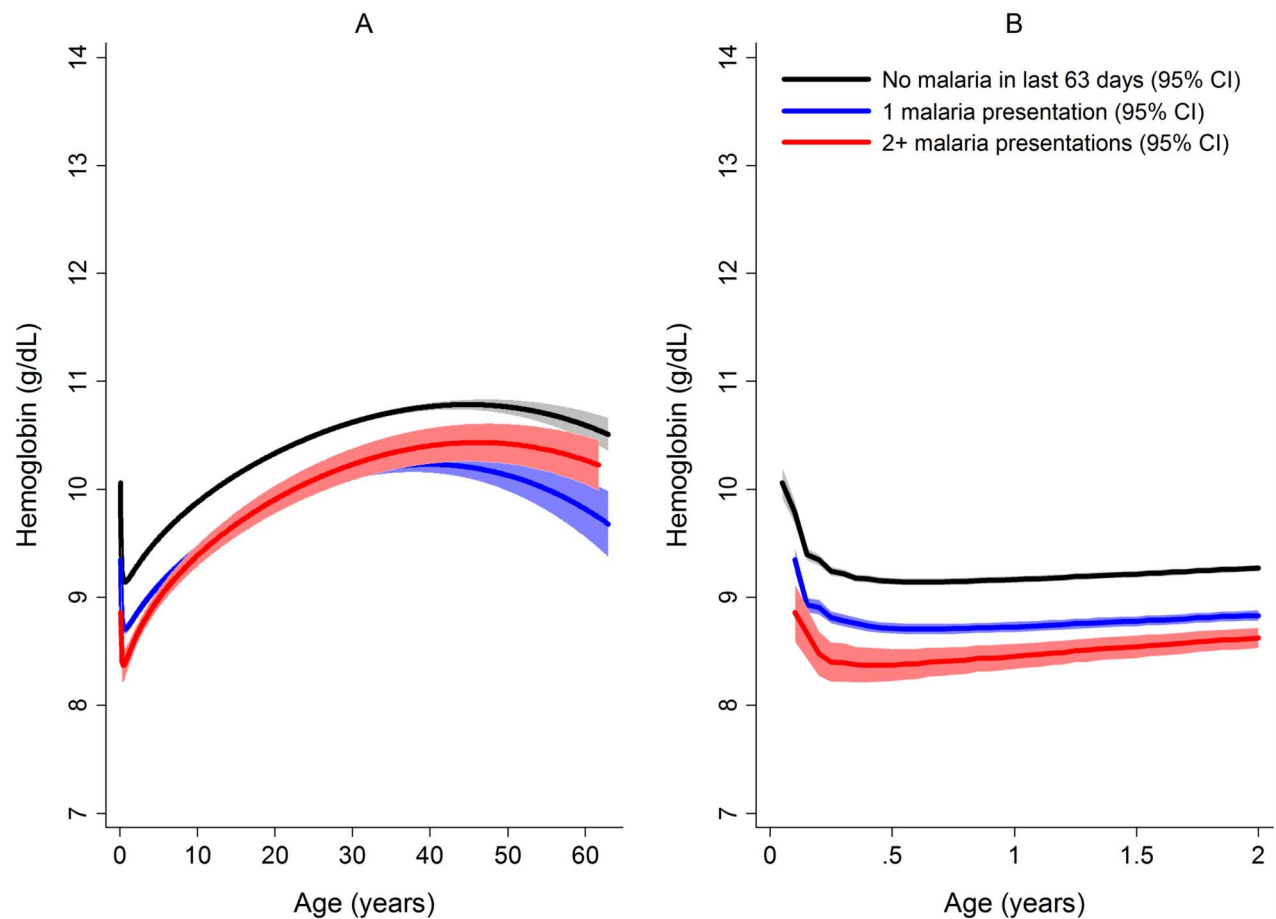 A
14
13
12
11
10
9
8
7
Hemoglobin (g/dL)
0 10 20 30 40 50 60
Age (years)
B
No malaria in last 63 days (95% CI)
1 malaria presentation (95% CI)
2+ malaria presentations (95% CI)
14
13
12
11
10
9
8
7
Hemoglobin (g/dL)
0 .5 1 1.5 2
Age (years)